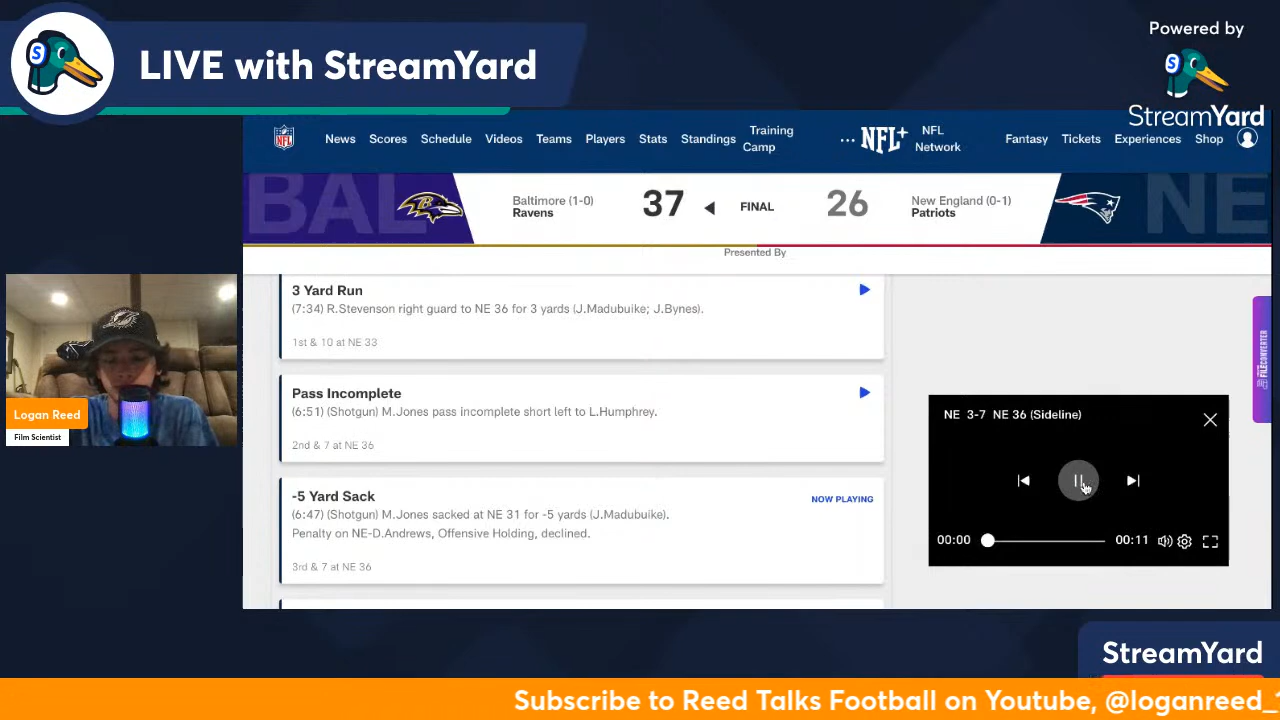 LIVE with StreamYard
Powered by
StreamYard
NFL
News
Scores
Schedule
Videos
Teams
Players
Stats
Standings
Training
Camp
...
NFL+
NFL
Network
Fantasy
Tickets
Experiences
Shop
BAL
Baltimore (1-0)
Ravens
37
FINAL
26
New England (0-1)
Patriots
NE
Presented By
3 Yard Run
(7:34) R.Stevenson right guard to NE 36 for 3 yards (J.Madubuike; J.Bynes).
1st & 10 at NE 33
Pass Incomplete
(6:51) (Shotgun) M.Jones pass incomplete short left to L.Humphrey.
2nd & 7 at NE 36
-5 Yard Sack
NOW PLAYING
(6:47) (Shotgun) M.Jones sacked at NE 31 for -5 yards (J.Madubuike).
Penalty on NE-D.Andrews, Offensive Holding, declined.
3rd & 7 at NE 36
NE 3-7 NE 36 (Sideline)
00:00
00:11
FILECONVERTER
Logan Reed
Film Scientist
StreamYard
Subscribe to Reed Talks Football on Youtube, @loganreed_